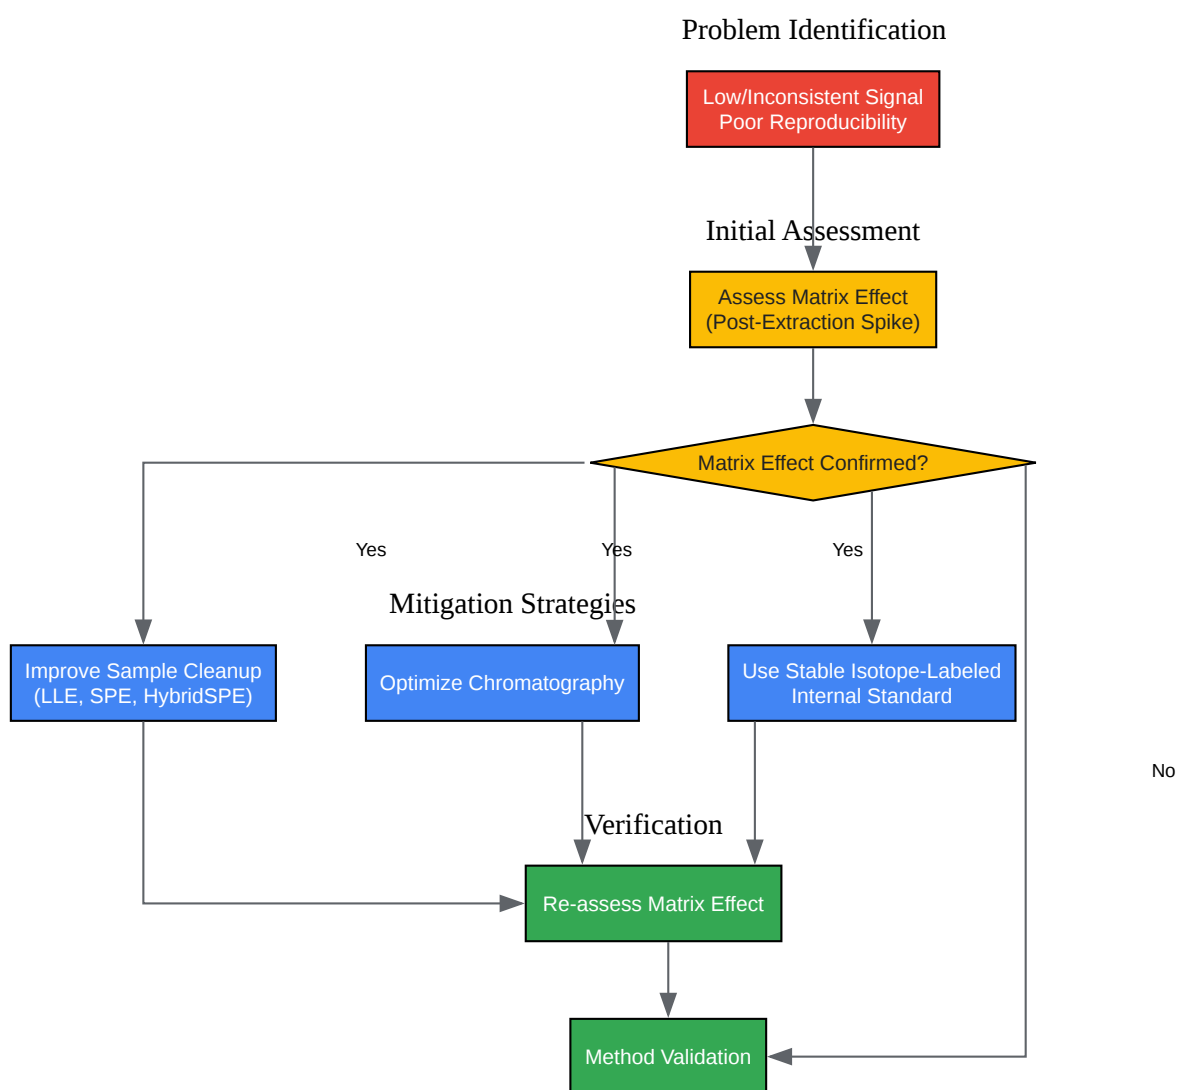 Problem Identification
Low/Inconsistent Signal
Poor Reproducibility
Initial Assessment
Assess Matrix Effect
(Post-Extraction Spike)
Matrix Effect Confirmed?
Yes
Yes
Yes
Mitigation Strategies
Improve Sample Cleanup
(LLE, SPE, HybridSPE)
Optimize Chromatography
Use Stable Isotope-Labeled
Internal Standard
No
Verification
Re-assess Matrix Effect
Method Validation